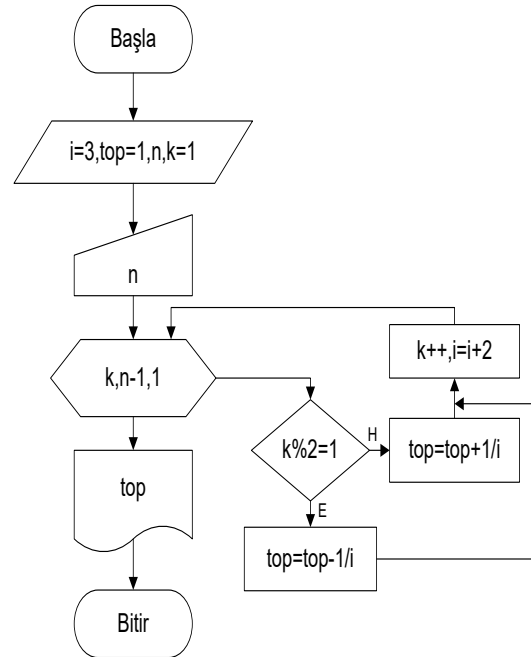 Başla
i=3,top=1,n,k=1
n
k++,i=i+2
k,n-1,1
k%2=1
H
top=top+1/i
top
E
top=top-1/i
Bitir